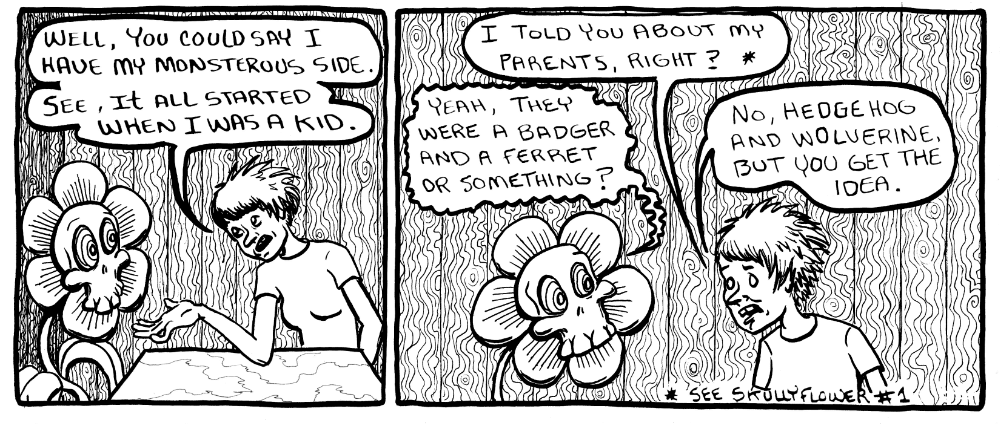 WELL, YOU COULD SAY I
HAVE MY MONSTEROUS SIDE.
SEE, It ALL STARTED
WHEN I WAS A KID.
I TOLD YOU ABOUT MY
PARENTS, RIGHT? *
YEAH, THEY
WERE A BADGER
AND A FERRET
OR SOMETHING?
NO, HEDGEHOG
AND WOLVERINE,
BUT YOU GET THE
IDEA.
* SEE SKULLYFLOWER #1